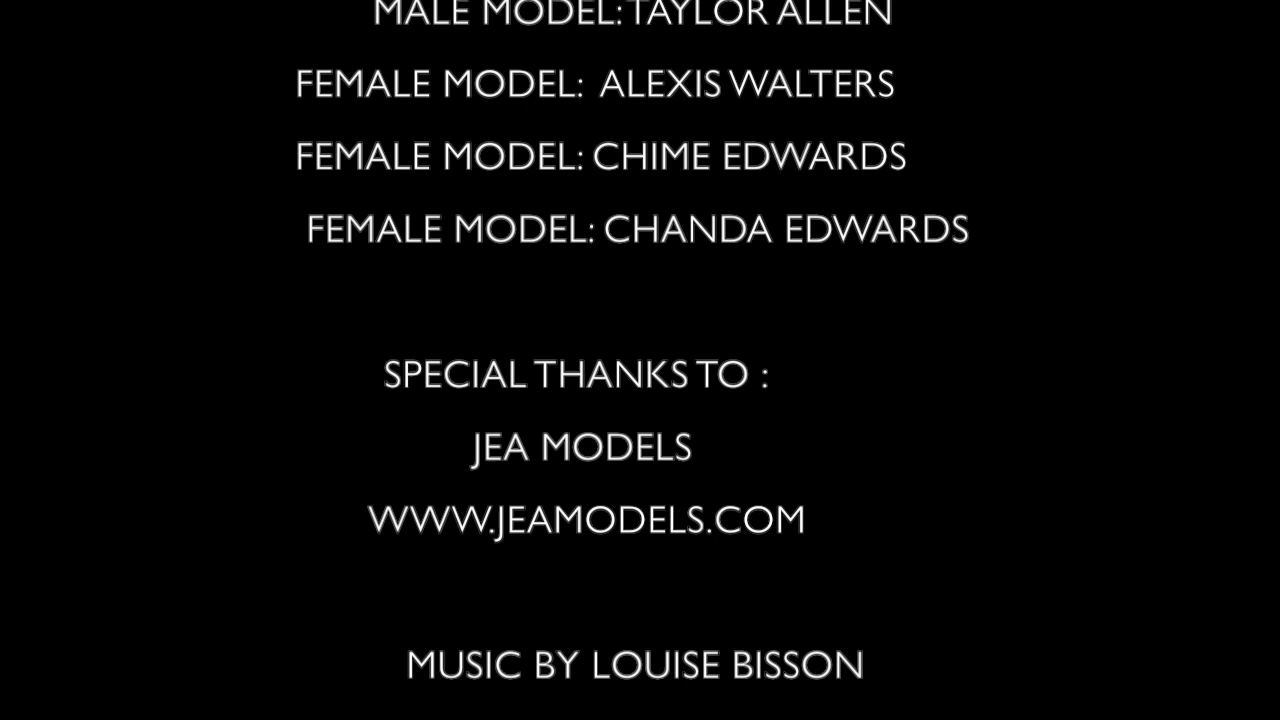 MALE MODEL: TAYLOR ALLEN
FEMALE MODEL: ALEXIS WALTERS
FEMALE MODEL: CHIME EDWARDS
FEMALE MODEL: CHANDA EDWARDS
SPECIAL THANKS TO :
JEA MODELS
WWW.JEAMODELS.COM
MUSIC BY LOUISE BISSON